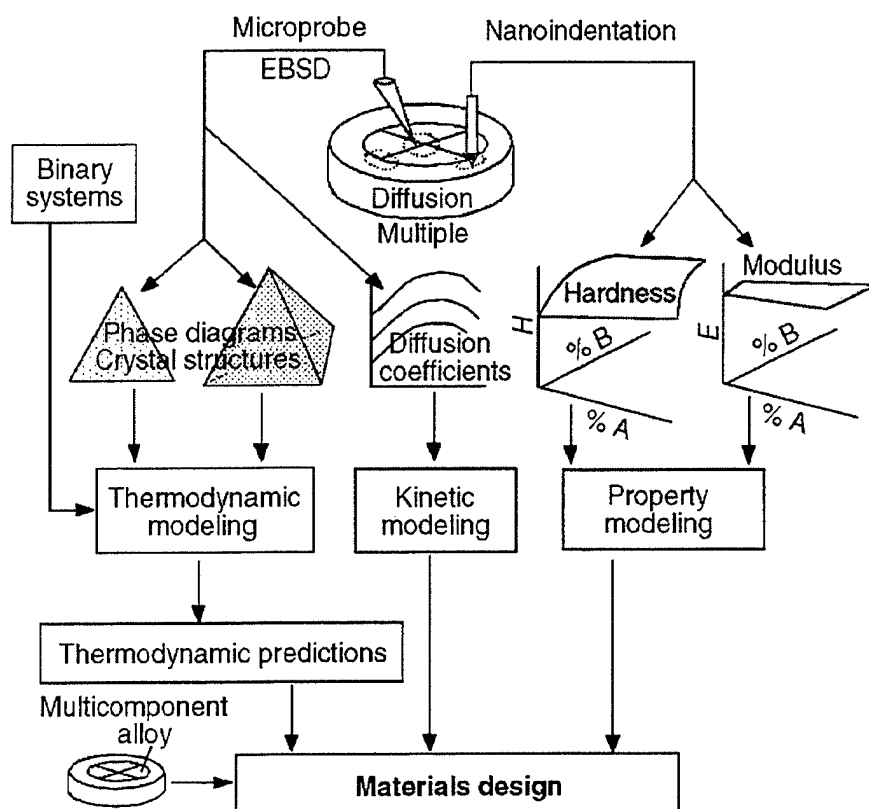 Microprobe
EBSD
Nanoindentation
Binary
systems
Diffusion
Multiple
Phase diagrams
Crystal structures
Diffusion
coefficients
H
Hardness
% B
% A
E
Modulus
% B
% A
Thermodynamic
modeling
Kinetic
modeling
Property
modeling
Thermodynamic predictions
Multicomponent
alloy
Materials design